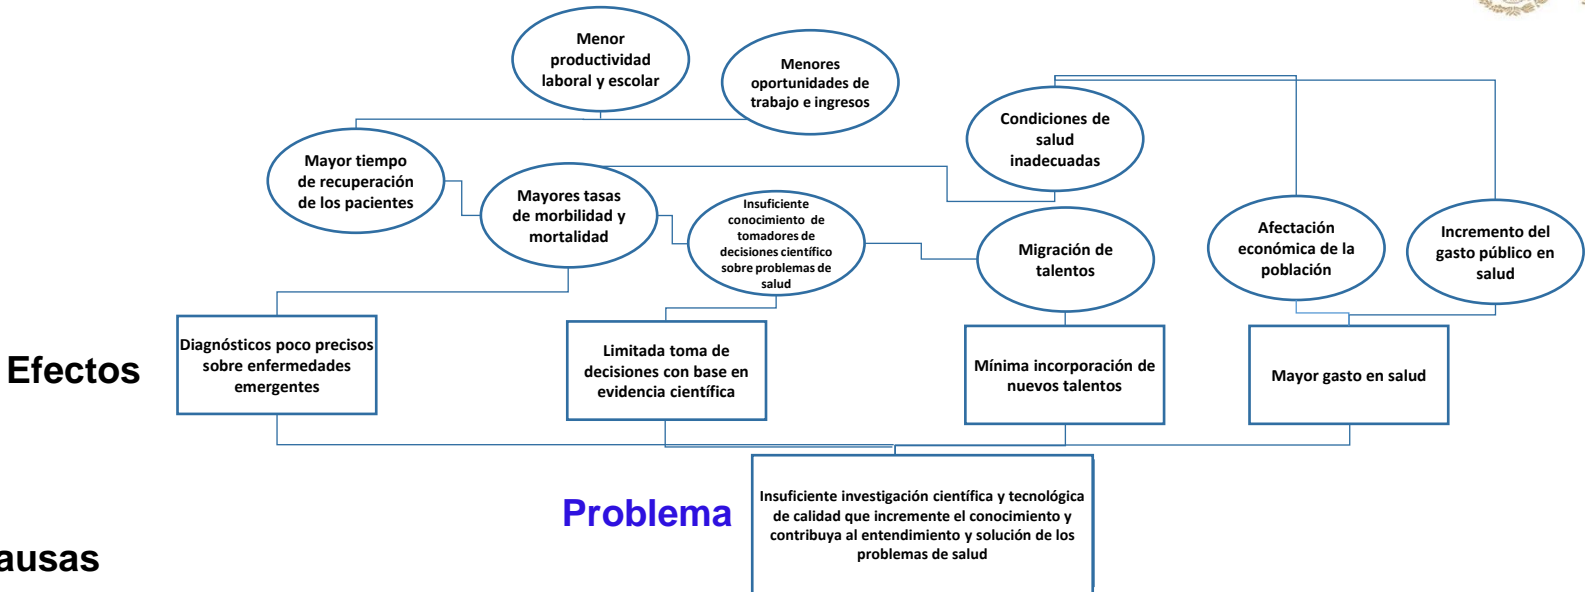 Menor
productividad
laboral y escolar
Menores
oportunidades de
trabajo e ingresos
Condiciones de
salud
inadecuadas
Mayor tiempo
de recuperación
de los pacientes
Mayores tasas
de morbilidad y
mortalidad
Insuficiente
conocimiento de
tomadores de
decisiones científico
sobre problemas de
salud
Migración de
talentos
Afectación
económica de la
población
Incremento del
gasto público en
salud
Efectos
Diagnósticos poco precisos
sobre enfermedades
emergentes
Limitada toma de
decisiones con base en
evidencia científica
Mínima incorporación de
nuevos talentos
Mayor gasto en salud
Problema
Insuficiente investigación científica y tecnológica
de calidad que incremente el conocimiento y
contribuya al entendimiento y solución de los
problemas de salud
ausas